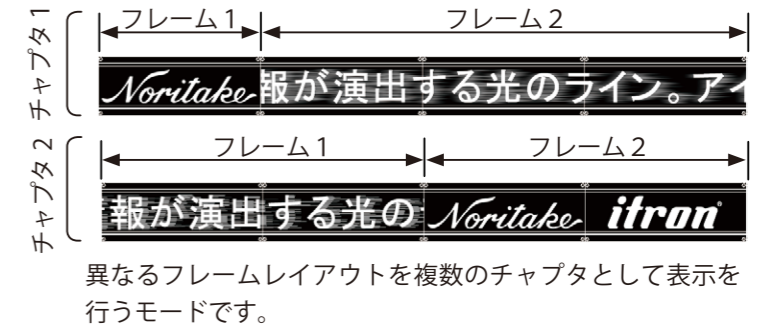 チャプタ1
フレーム1
フレーム2
Noritake
報が演出する光のライン。アイ
チャプタ2
フレーム1
フレーム2
報が演出する光の
Noritake
itron
異なるフレームレイアウトを複数のチャプタとして表示を
行うモードです。